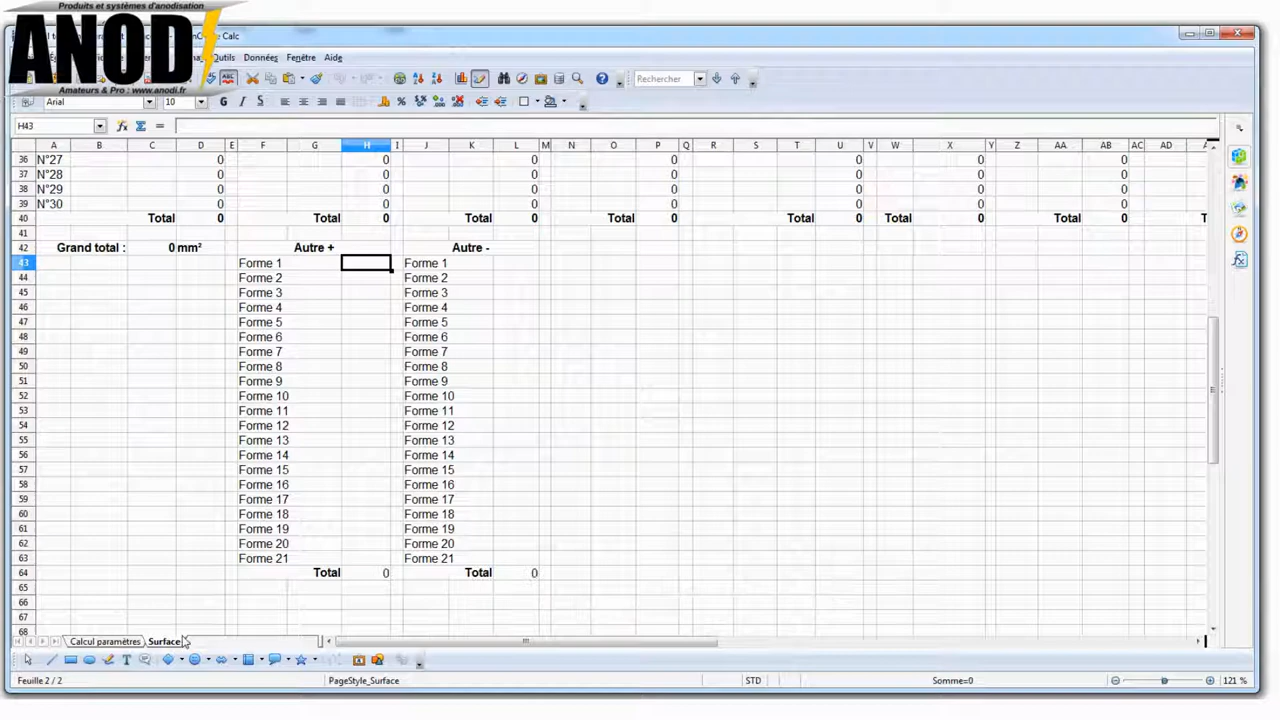 Produits et systèmes d'anodisation
ANODI
Amateurs & Pro : www.anodi.fr
Calc
Outils Données Fenêtre Aide
Rechercher
Arial 10 G I S
H43
A B C D E F G H I J K L M N O P Q R S T U V W X Y Z AA AB AC AD
36 N°27 0 0 0 0 0 0 0
37 N°28 0 0 0 0 0 0 0
38 N°29 0 0 0 0 0 0 0
39 N°30 0 0 0 0 0 0 0
40 Total 0 Total 0 Total 0 Total 0 Total 0 Total 0 Total 0 T
41
42 Grand total : 0 mm² Autre + Autre -
43 Forme 1 Forme 1
44 Forme 2 Forme 2
45 Forme 3 Forme 3
46 Forme 4 Forme 4
47 Forme 5 Forme 5
48 Forme 6 Forme 6
49 Forme 7 Forme 7
50 Forme 8 Forme 8
51 Forme 9 Forme 9
52 Forme 10 Forme 10
53 Forme 11 Forme 11
54 Forme 12 Forme 12
55 Forme 13 Forme 13
56 Forme 14 Forme 14
57 Forme 15 Forme 15
58 Forme 16 Forme 16
59 Forme 17 Forme 17
60 Forme 18 Forme 18
61 Forme 19 Forme 19
62 Forme 20 Forme 20
63 Forme 21 Forme 21
64 Total 0 Total 0
65
66
67
68
Calcul paramètres Surface
Feuille 2 / 2 PageStyle_Surface STD Somme=0 121 %